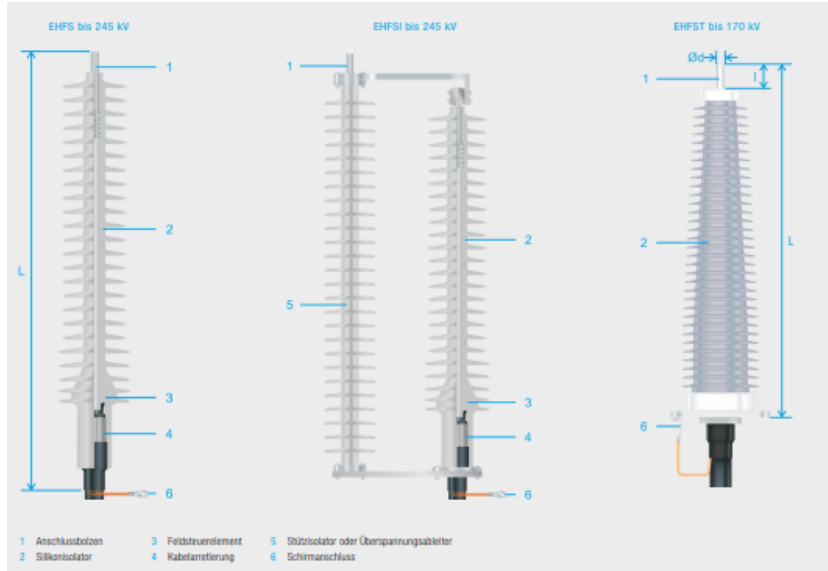 EHFS bis 245 kV
EHFSI bis 245 kV
EHFST bis 170 kV
Ød
l
1
1
1
2
2
2
L
L
5
3
3
4
4
6
6
6
1 Anschlussbolzen
3 Feldsteuerelement
5 Stützisolator oder Überspannungsableiter
2 Silikonisolator
4 Kabelarretierung
6 Schirmanschluss